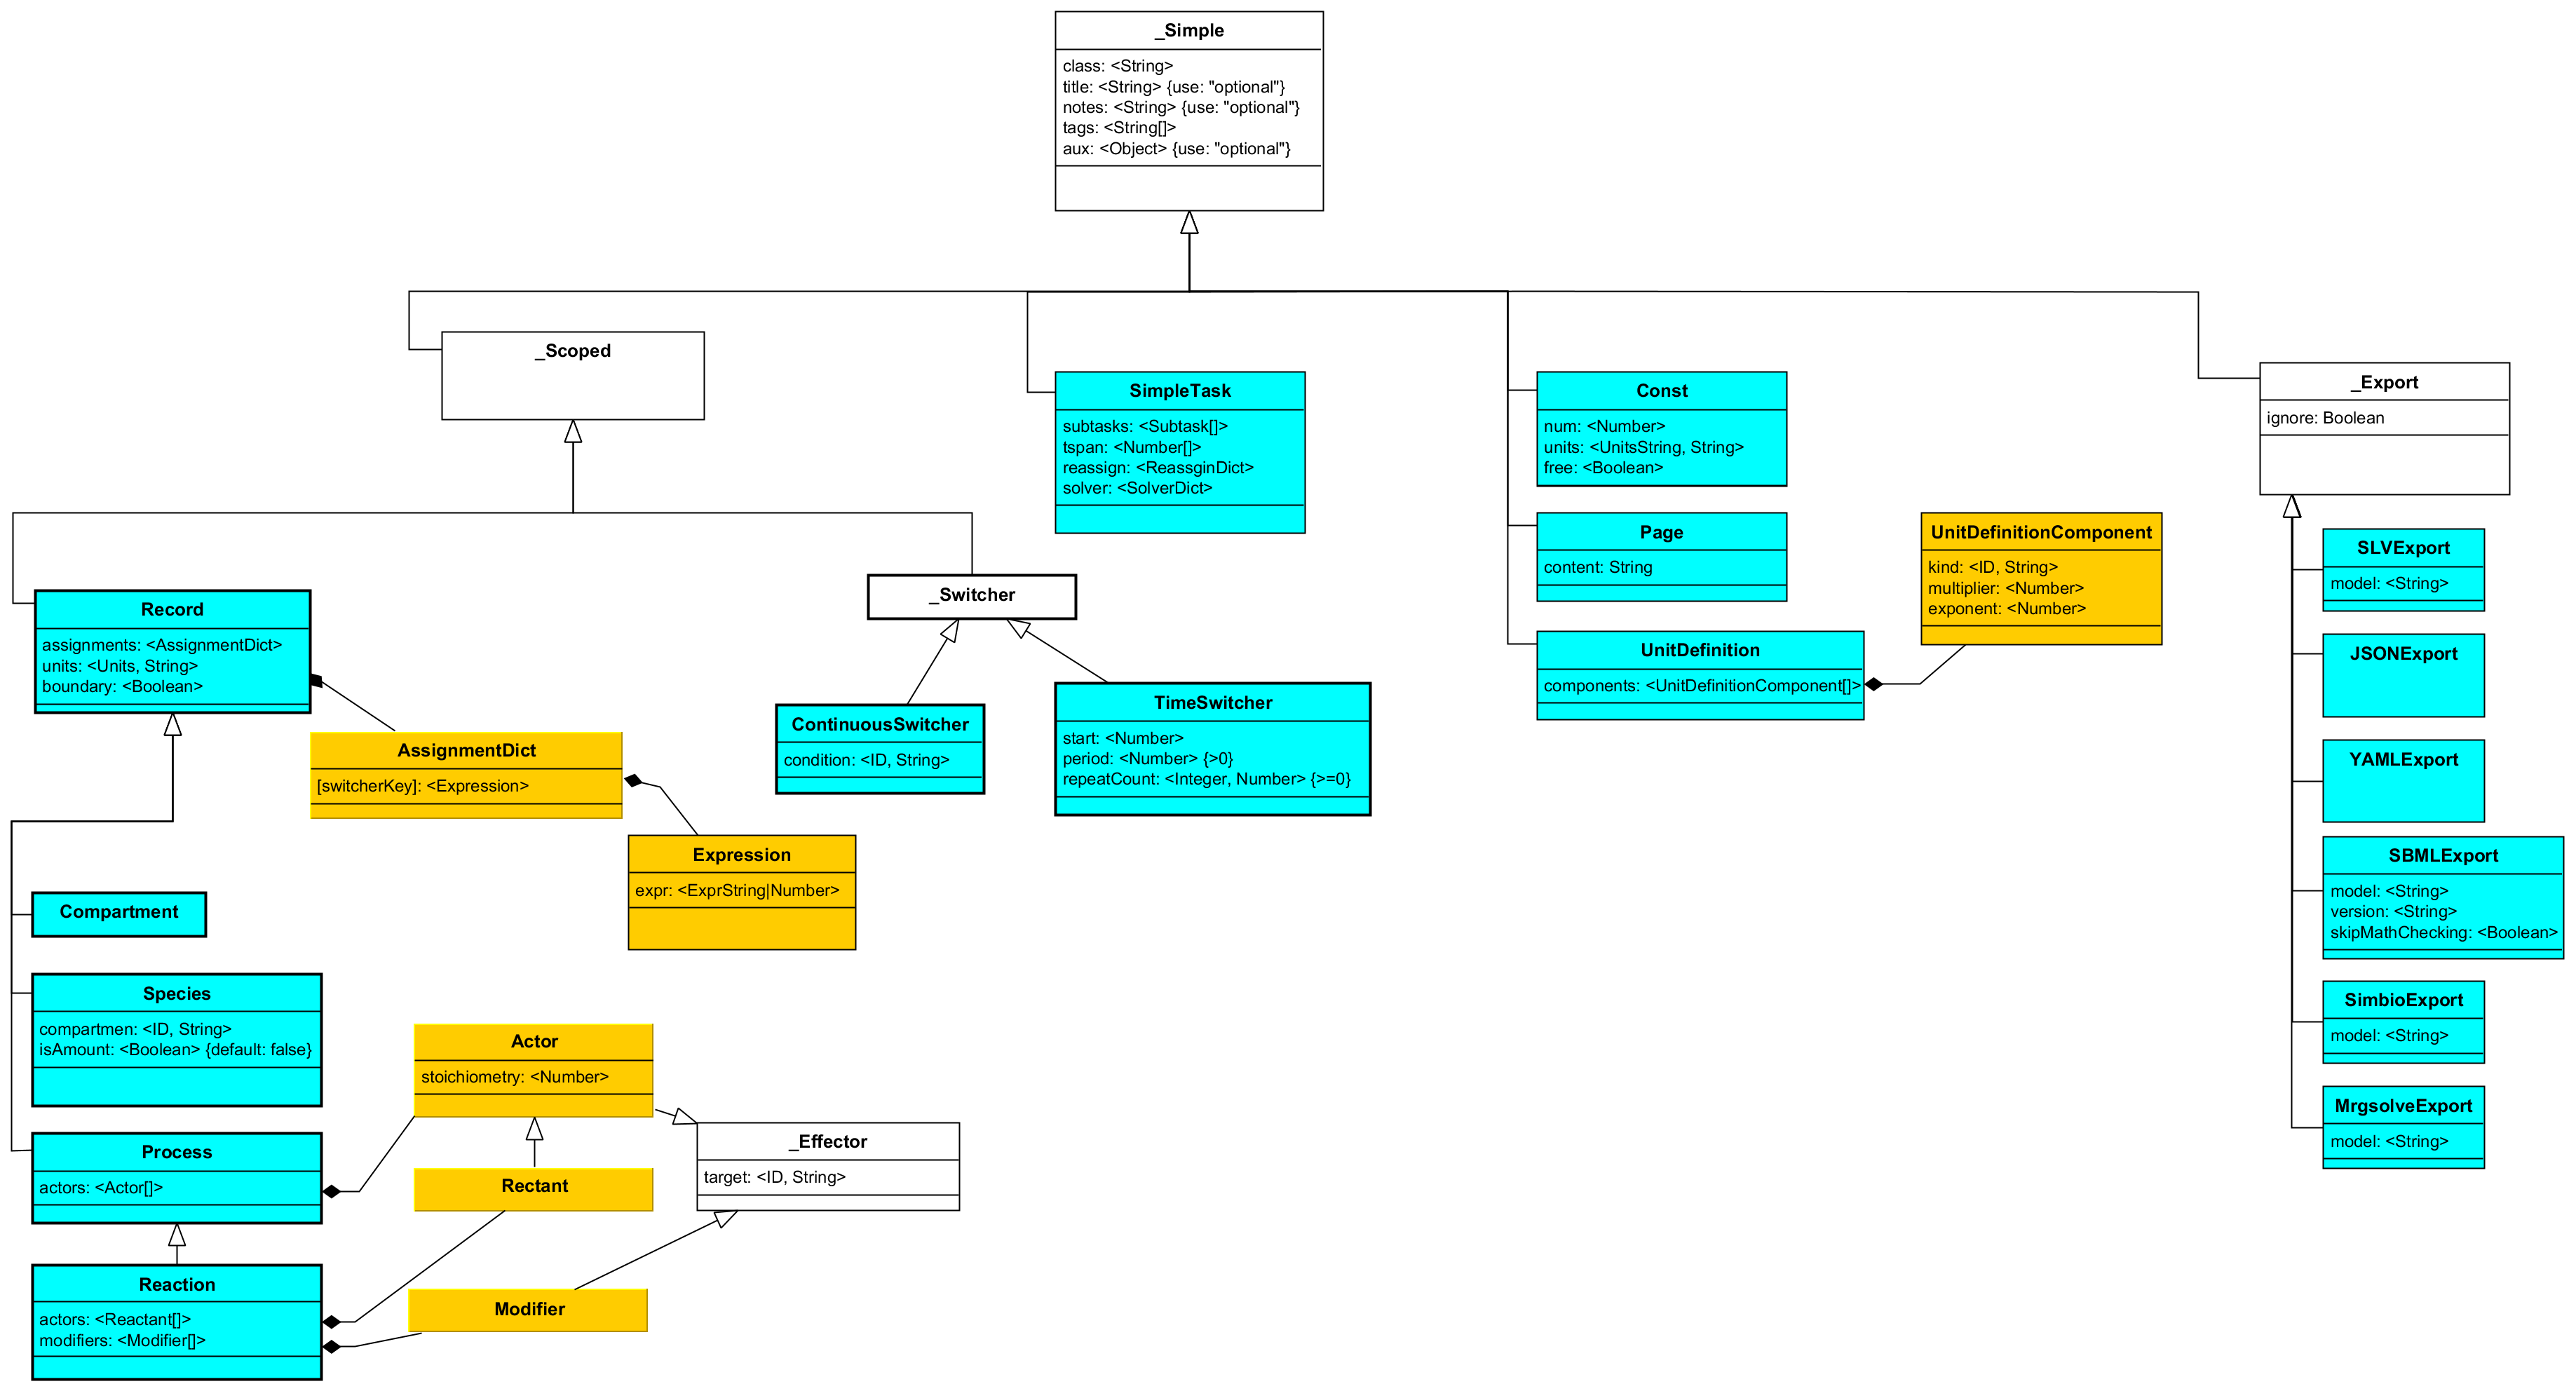 _Simple
class: <String>
title: <String> {use: "optional"}
notes: <String> {use: "optional"}
tags: <String[]>
aux: <Object> {use: "optional"}
_Scoped
SimpleTask
subtasks: <Subtask[]>
tspan: <Number[]>
reassign: <ReassginDict>
solver: <SolverDict>
Const
num: <Number>
units: <UnitsString, String>
free: <Boolean>
_Export
ignore: Boolean
Page
content: String
UnitDefinitionComponent
kind: <ID, String>
multiplier: <Number>
exponent: <Number>
UnitDefinition
components: <UnitDefinitionComponent[]>
SLVExport
model: <String>
JSONExport
YAMLExport
SBMLExport
model: <String>
version: <String>
skipMathChecking: <Boolean>
SimbioExport
model: <String>
MrgsolveExport
model: <String>
Record
assignments: <AssignmentDict>
units: <Units, String>
boundary: <Boolean>
_Switcher
ContinuousSwitcher
condition: <ID, String>
TimeSwitcher
start: <Number>
period: <Number> {>0}
repeatCount: <Integer, Number> {>=0}
AssignmentDict
[switcherKey]: <Expression>
Expression
expr: <ExprString|Number>
Compartment
Species
compartmen: <ID, String>
isAmount: <Boolean> {default: false}
Actor
stoichiometry: <Number>
_Effector
target: <ID, String>
Process
actors: <Actor[]>
Rectant
Reaction
actors: <Reactant[]>
modifiers: <Modifier[]>
Modifier